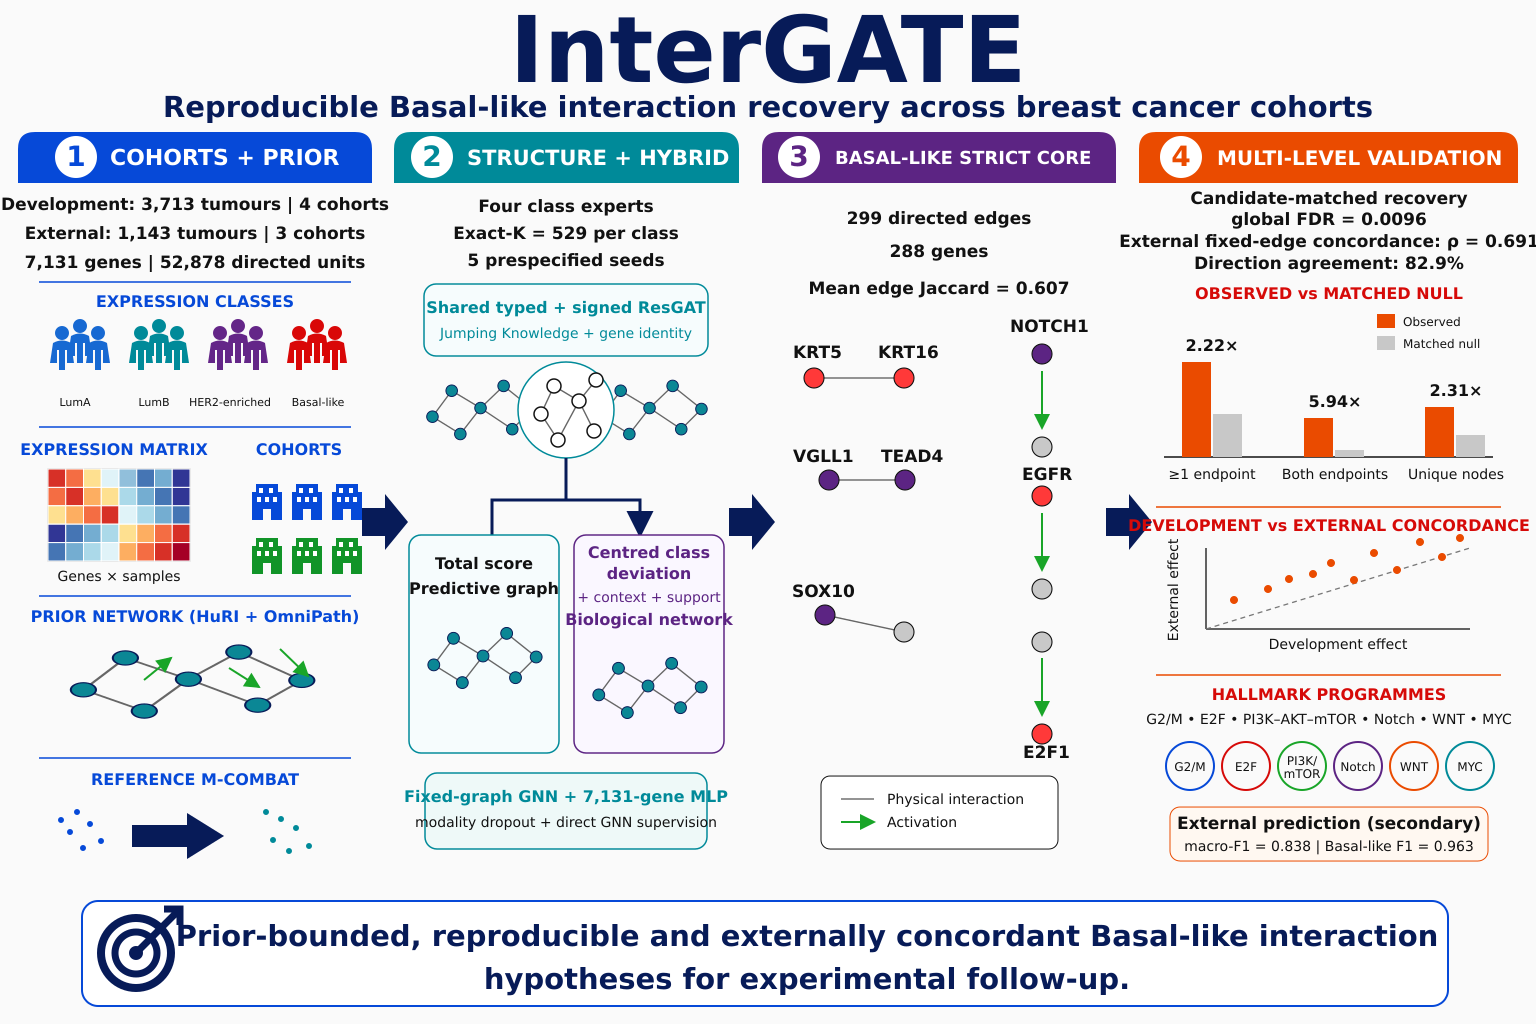 InterGATE
Reproducible Basal-like interaction recovery across breast cancer cohorts
1 COHORTS + PRIOR
Development: 3,713 tumours | 4 cohorts
External: 1,143 tumours | 3 cohorts
7,131 genes | 52,878 directed units
EXPRESSION CLASSES
LumA LumB HER2-enriched Basal-like
EXPRESSION MATRIX COHORTS
Genes × samples
PRIOR NETWORK (HuRI + OmniPath)
REFERENCE M-COMBAT
2 STRUCTURE + HYBRID
Four class experts
Exact-K = 529 per class
5 prespecified seeds
Shared typed + signed ResGAT
Jumping Knowledge + gene identity
Total score
Predictive graph
Centred class
deviation
+ context + support
Biological network
Fixed-graph GNN + 7,131-gene MLP
modality dropout + direct GNN supervision
3 BASAL-LIKE STRICT CORE
299 directed edges
288 genes
Mean edge Jaccard = 0.607
NOTCH1
KRT5 KRT16
VGLL1 TEAD4
EGFR
SOX10
E2F1
Physical interaction
Activation
4 MULTI-LEVEL VALIDATION
Candidate-matched recovery
global FDR = 0.0096
External fixed-edge concordance: ρ = 0.691
Direction agreement: 82.9%
OBSERVED vs MATCHED NULL
Observed
Matched null
2.22×
5.94×
2.31×
≥1 endpoint Both endpoints Unique nodes
DEVELOPMENT vs EXTERNAL CONCORDANCE
External effect
Development effect
HALLMARK PROGRAMMES
G2/M • E2F • PI3K–AKT–mTOR • Notch • WNT • MYC
G2/M E2F PI3K/ mTOR Notch WNT MYC
External prediction (secondary)
macro-F1 = 0.838 | Basal-like F1 = 0.963
Prior-bounded, reproducible and externally concordant Basal-like interaction
hypotheses for experimental follow-up.